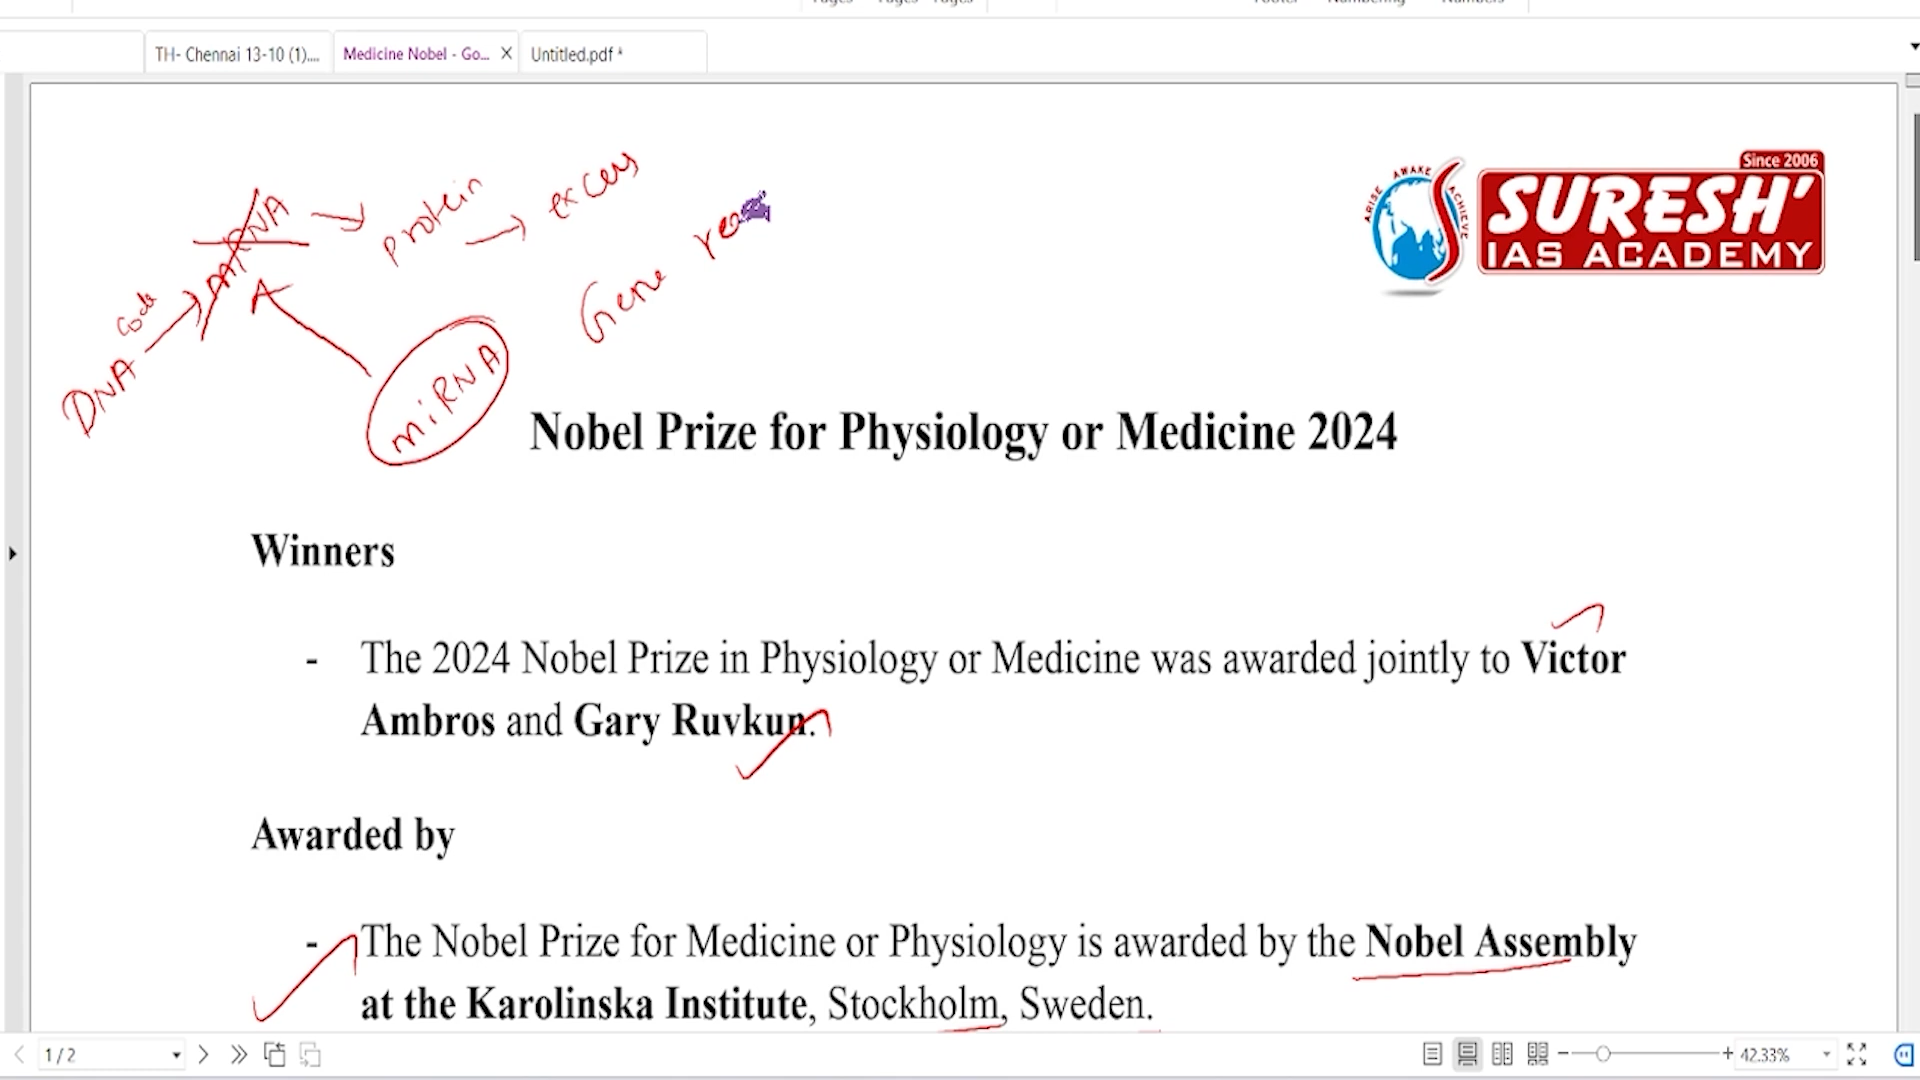 TH- Chennai 13-10 (1)....
Medicine Nobel - Go...
Untitled.pdf *
Since 2006
ARISE AWAKE ACHIEVE
SURESH'
IAS ACADEMY
DNA
Code
mRNA
protein
excess
miRNA
Gene
Nobel Prize for Physiology or Medicine 2024
Winners
- The 2024 Nobel Prize in Physiology or Medicine was awarded jointly to Victor
Ambros and Gary Ruvkun.
Awarded by
- The Nobel Prize for Medicine or Physiology is awarded by the Nobel Assembly
at the Karolinska Institute, Stockholm, Sweden.
1 / 2
42.33%